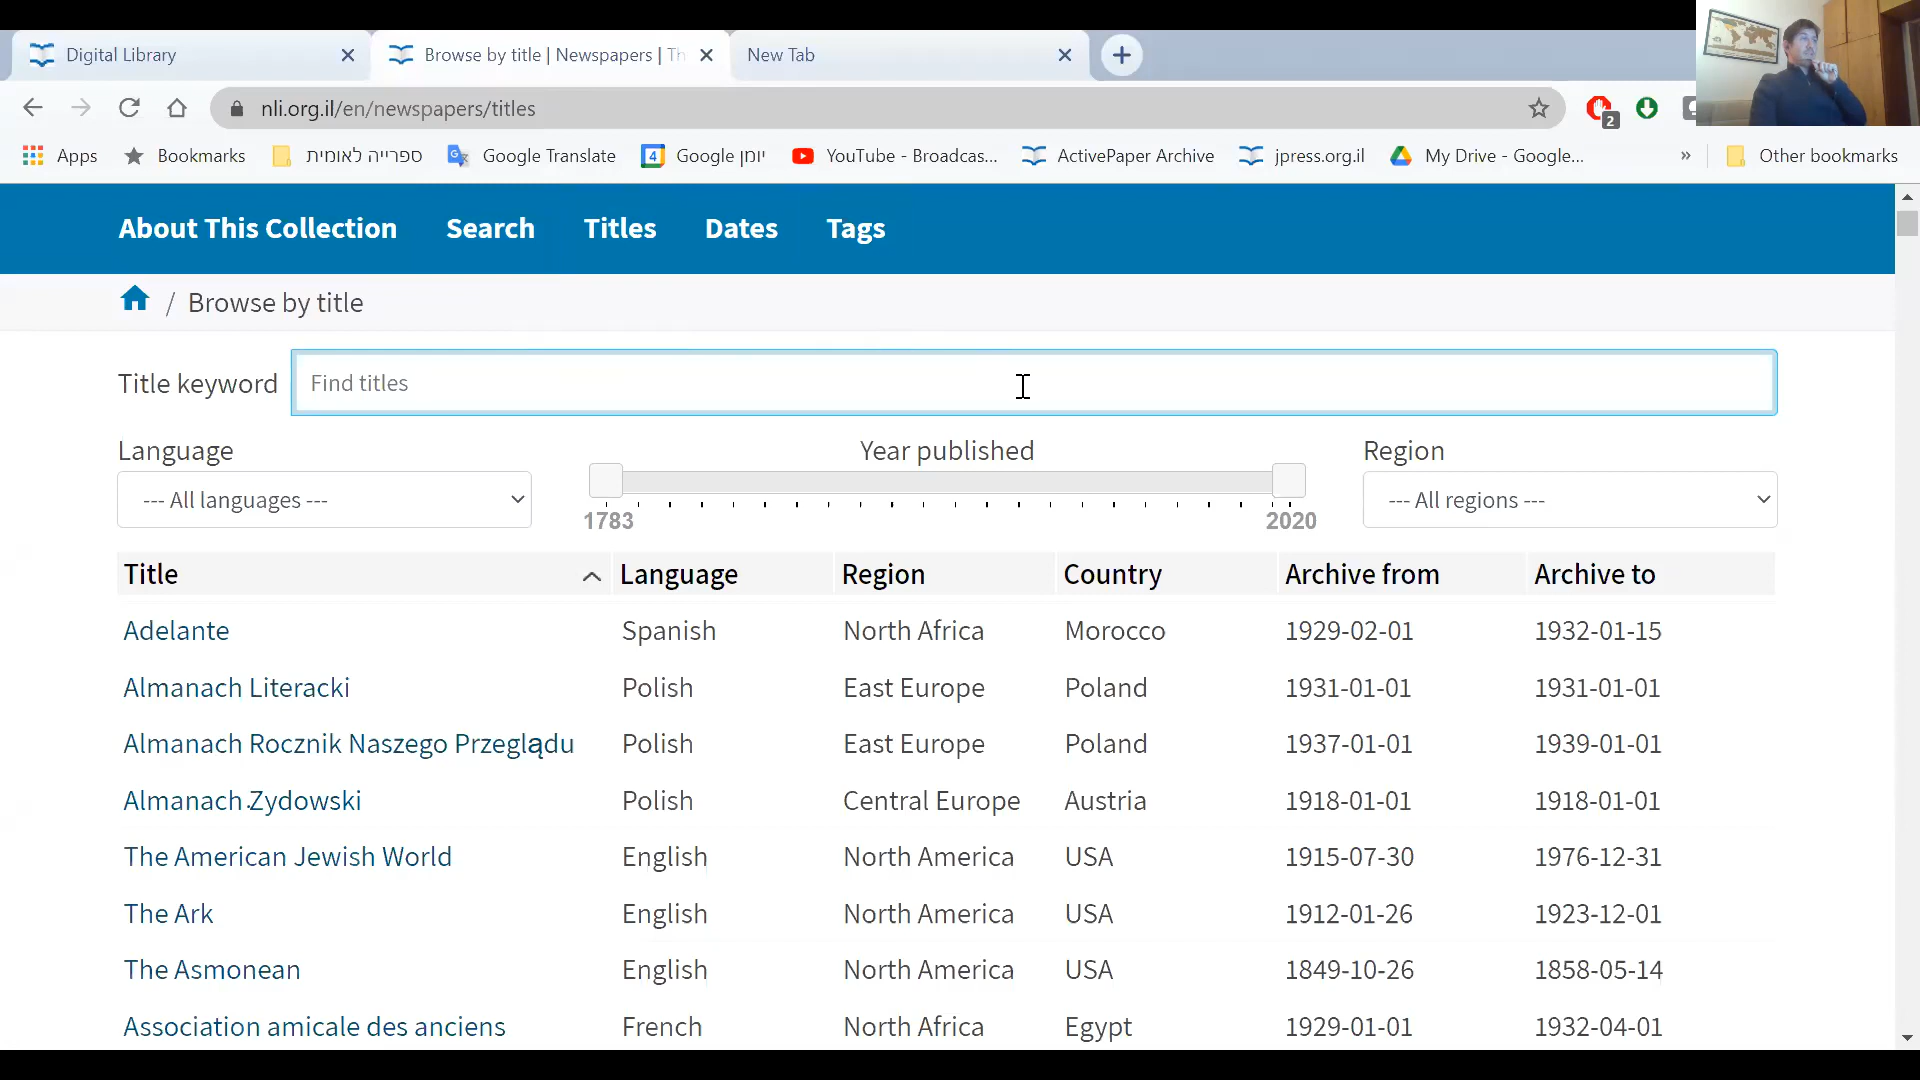 Digital Library
Browse by title | Newspapers | Th
New Tab
nli.org.il/en/newspapers/titles
2
Apps
Bookmarks
ספרייה לאומית
Google Translate
4
Google יומן
YouTube - Broadcas...
ActivePaper Archive
jpress.org.il
My Drive - Google...
»
Other bookmarks
About This Collection Search Titles Dates Tags
/ Browse by title
Title keyword Find titles
Language Year published Region
--- All languages --- --- All regions ---
1783 2020
Title Language Region Country Archive from Archive to
Adelante Spanish North Africa Morocco 1929-02-01 1932-01-15
Almanach Literacki Polish East Europe Poland 1931-01-01 1931-01-01
Almanach Rocznik Naszego Przeglądu Polish East Europe Poland 1937-01-01 1939-01-01
Almanach Zydowski Polish Central Europe Austria 1918-01-01 1918-01-01
The American Jewish World English North America USA 1915-07-30 1976-12-31
The Ark English North America USA 1912-01-26 1923-12-01
The Asmonean English North America USA 1849-10-26 1858-05-14
Association amicale des anciens French North Africa Egypt 1929-01-01 1932-04-01